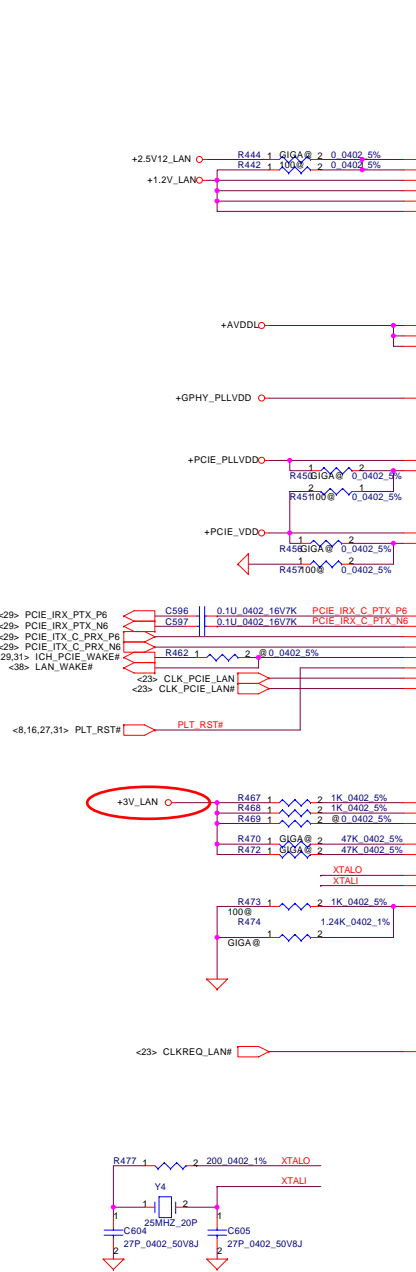 +2.5V12_LAN R444 1 GIGA@ 2 0_0402_5%
R442 1 100@ 2 0_0402_5%
+1.2V_LAN
+AVDDL
+GPHY_PLLVDD
+PCIE_PLLVDD
1 2
R450 GIGA@ 0_0402_5%
2 1
R451 100@ 0_0402_5%
+PCIE_VDD
1 2
R456 GIGA@ 0_0402_5%
1 2
R457 100@ 0_0402_5%
<29> PCIE_IRX_PTX_P6 C596 0.1U_0402_16V7K PCIE_IRX_C_PTX_P6
<29> PCIE_IRX_PTX_N6 C597 0.1U_0402_16V7K PCIE_IRX_C_PTX_N6
<29> PCIE_ITX_C_PRX_P6
<29> PCIE_ITX_C_PRX_N6
29,31> ICH_PCIE_WAKE# R462 1 2 @0_0402_5%
<38> LAN_WAKE#
<23> CLK_PCIE_LAN
<23> CLK_PCIE_LAN#
<8,16,27,31> PLT_RST# PLT_RST#
+3V_LAN R467 1 2 1K_0402_5%
R468 1 2 1K_0402_5%
R469 1 2 @0_0402_5%
R470 1 GIGA@ 2 47K_0402_5%
R472 1 GIGA@ 2 47K_0402_5%
XTALO
XTALI
R473 1 2 1K_0402_5%
100@
R474 1.24K_0402_1%
1 2
GIGA@
<23> CLKREQ_LAN#
R477 1 2 200_0402_1% XTALO
XTALI
Y4
1 2
25MHZ_20P
1 1
C604 C605
27P_0402_50V8J 27P_0402_50V8J
2 2